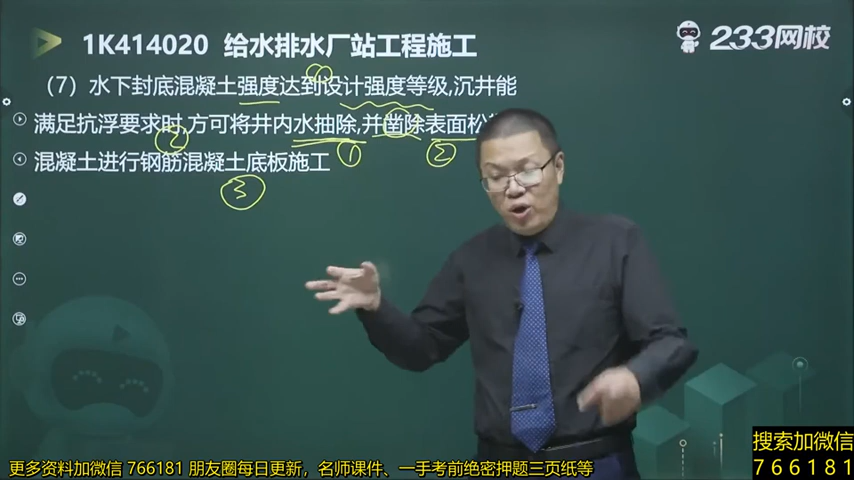 1K414020 给水排水厂站工程施工
233网校
（7）水下封底混凝土强度达到设计强度等级,沉井能
满足抗浮要求时,方可将井内水抽除,并凿除表面松
混凝土进行钢筋混凝土底板施工
① ② ① ② ③
搜索加微信
766181
更多资料加微信 766181 朋友圈每日更新，名师课件、一手考前绝密押题三页纸等